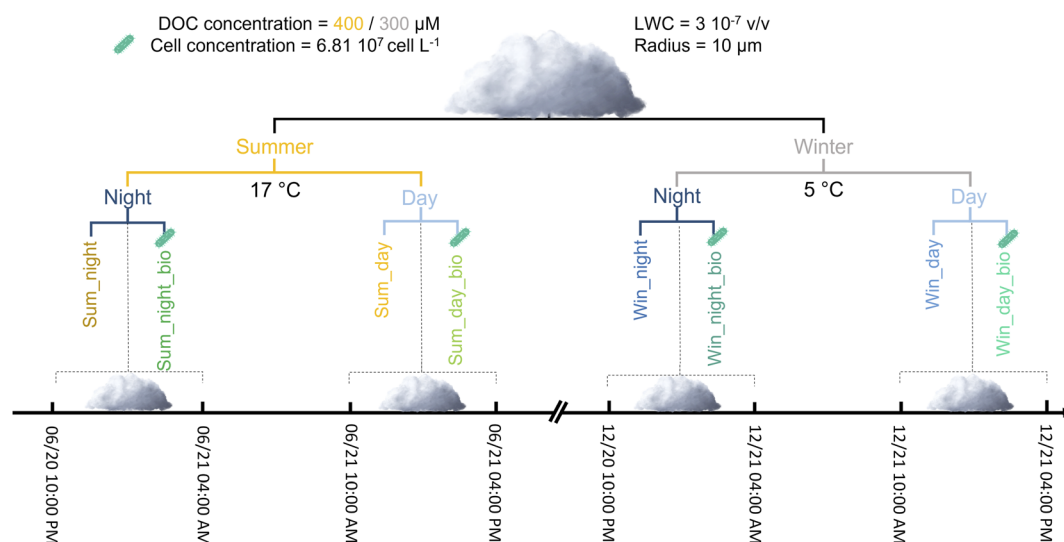 DOC concentration = 400 / 300 µM
Cell concentration = 6.81 10⁷ cell L⁻¹
LWC = 3 10⁻⁷ v/v
Radius = 10 µm
Summer
Winter
17 °C
5 °C
Night
Day
Night
Day
Sum_night
Sum_night_bio
Sum_day
Sum_day_bio
Win_night
Win_night_bio
Win_day
Win_day_bio
06/20 10:00 PM
06/21 04:00 AM
06/21 10:00 AM
06/21 04:00 PM
12/20 10:00 PM
12/21 04:00 AM
12/21 10:00 AM
12/21 04:00 PM